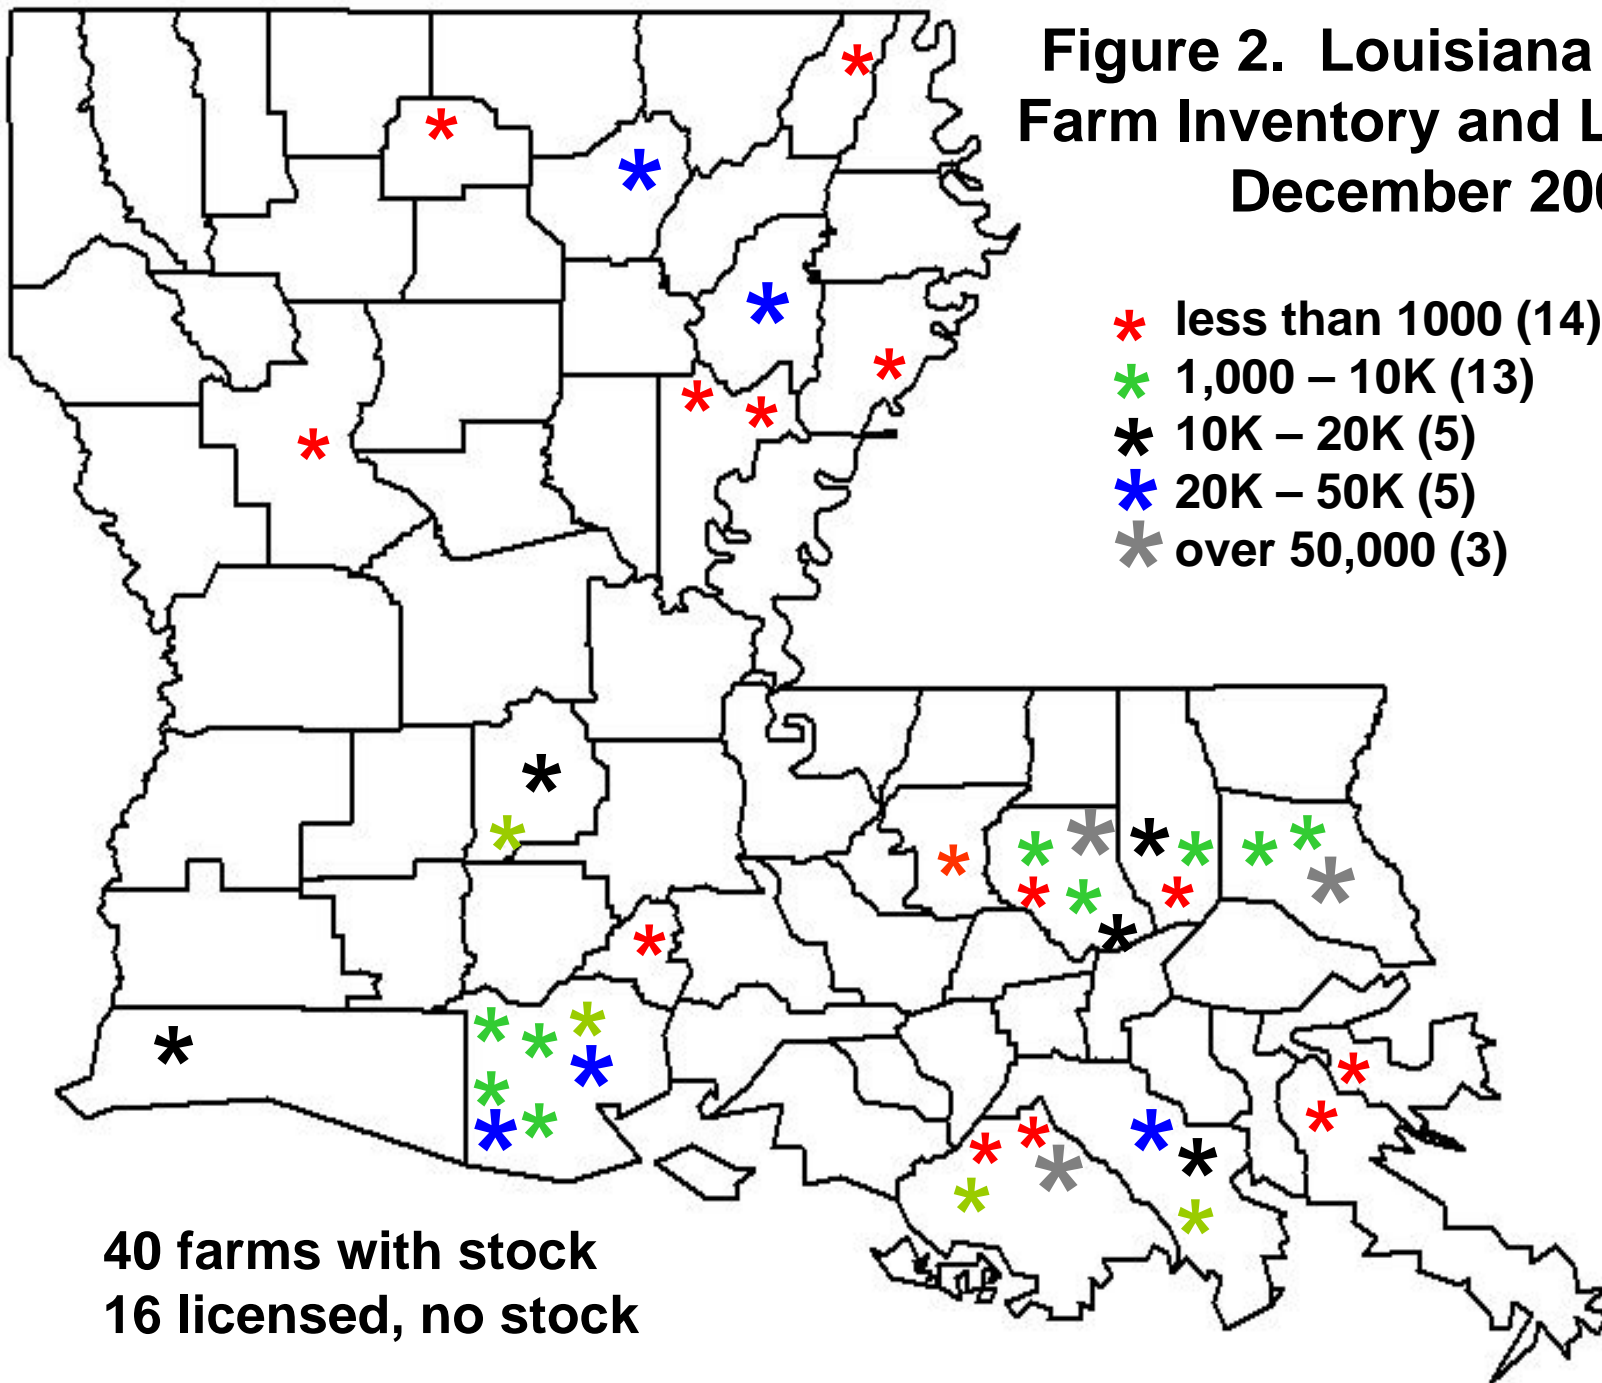 Figure 2. Louisiana
Farm Inventory and L
December 200
* less than 1000 (14)
* 1,000 – 10K (13)
* 10K – 20K (5)
* 20K – 50K (5)
* over 50,000 (3)
40 farms with stock
16 licensed, no stock